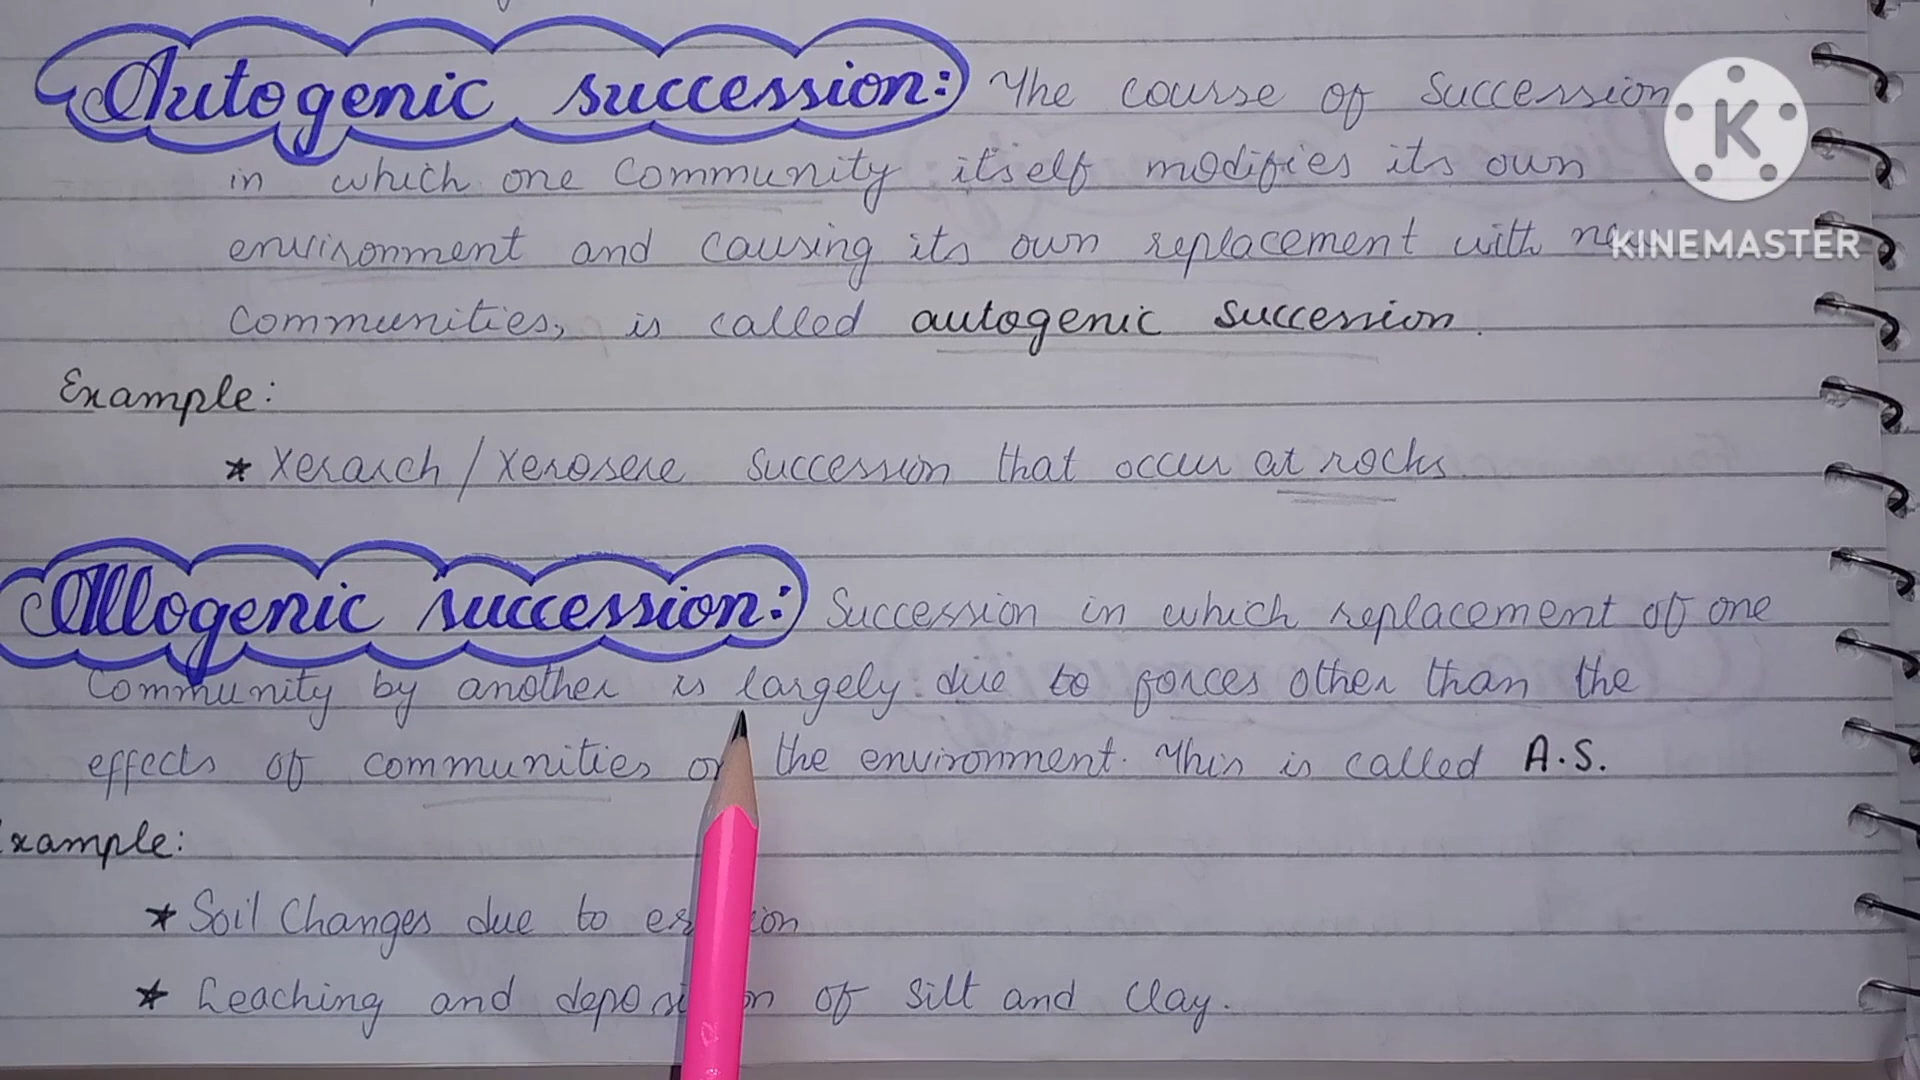 Autogenic succession: The course of succession
in which one community itself modifies its own
environment and causing its own replacement with
communities, is called autogenic succession.
Example:
* Xerarch/Xerosere succession that occur at rocks
Allogenic succession: Succession in which replacement of one
community by another is largely due to forces other than the
effects of communities on the environment. This is called A.S.
Example:
* Soil Changes due to
* Leaching and of silt and clay.
K
KINEMASTER